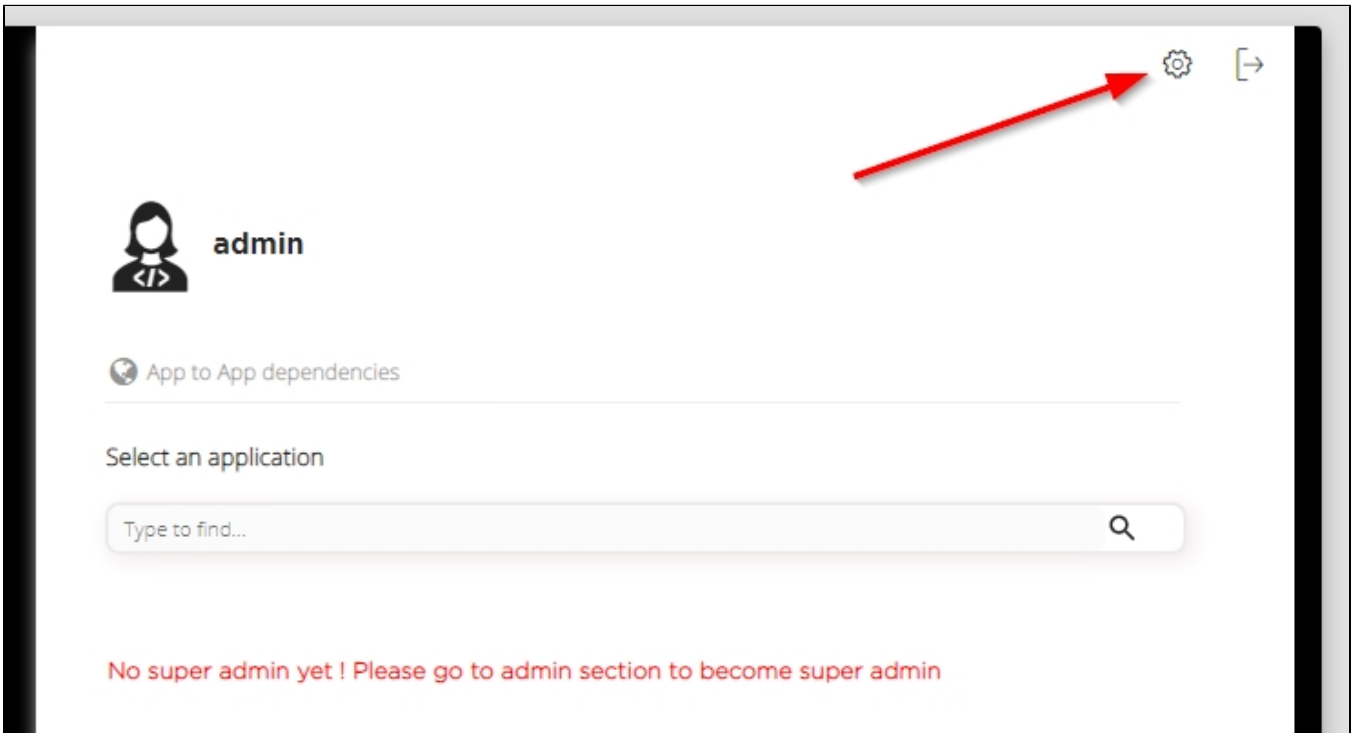 admin
</>
App to App dependencies
Select an application
Type to find...
No super admin yet ! Please go to admin section to become super admin